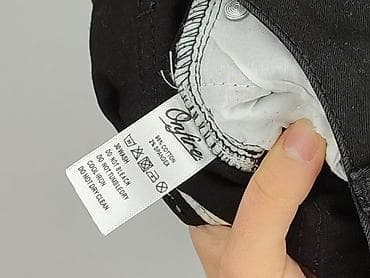 98% COTTON
2% SPANDEX
30 WASH
DO NOT BLEACH
DO NOT TUMBLE DRY
COOL IRON
DO NOT DRY CLEAN